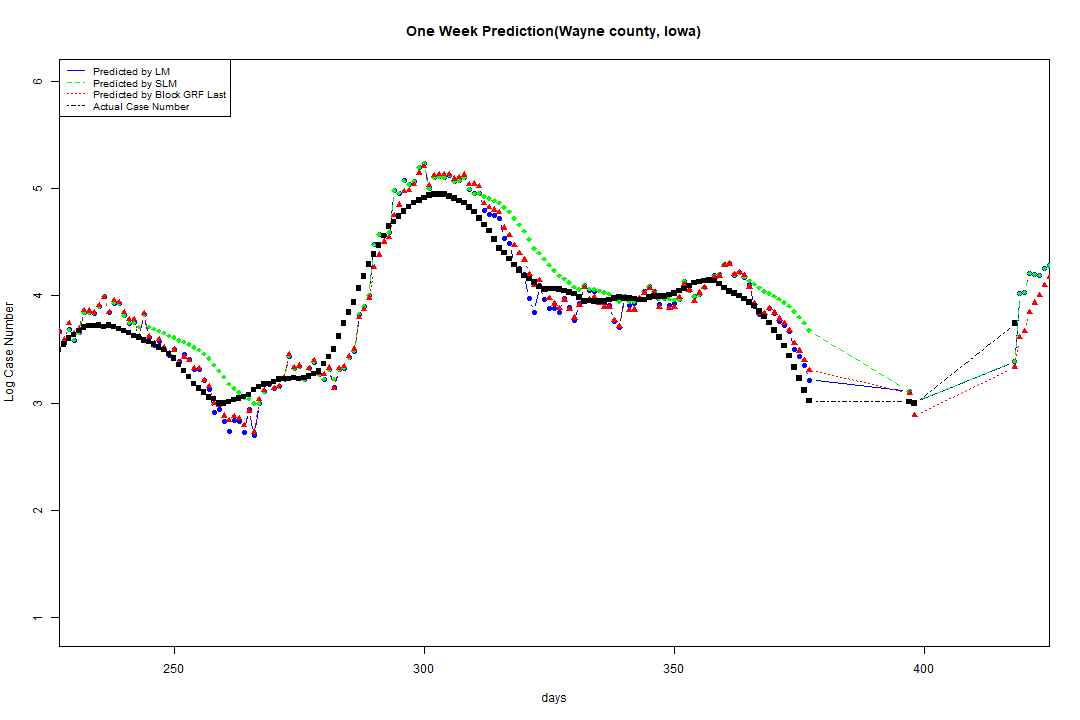 One Week Prediction(Wayne county, Iowa)
Predicted by LM
Predicted by SLM
Predicted by Block GRF Last
Actual Case Number
Log Case Number
6
5
4
3
2
1
250
300
350
400
days